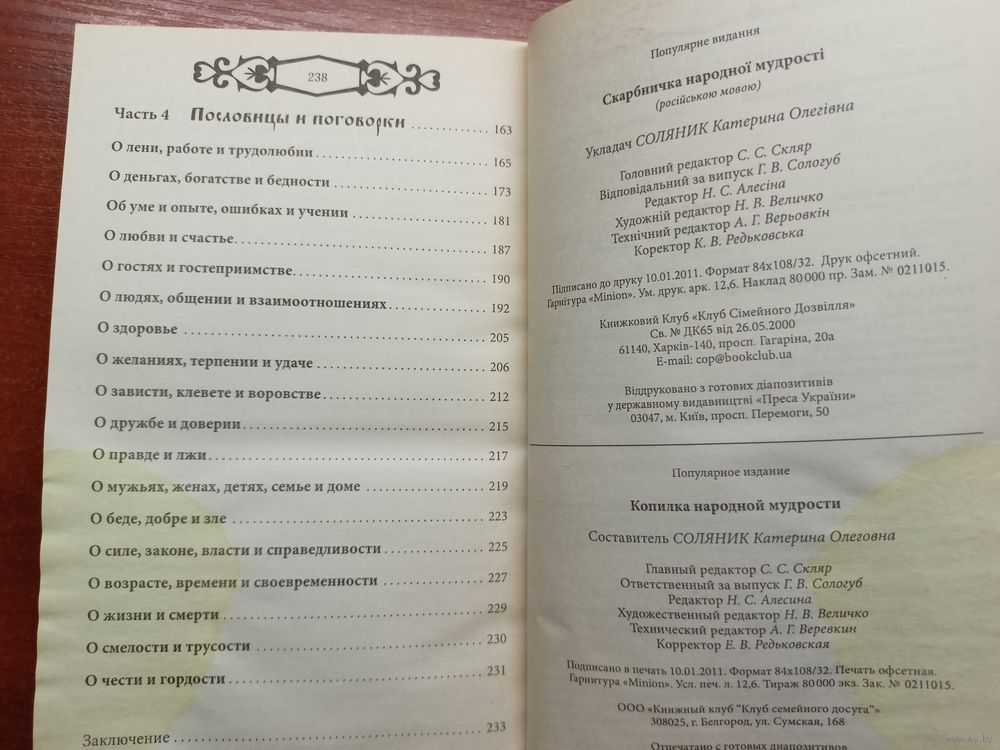 238
Часть 4 Пословицы и поговорки 163
О лени, работе и трудолюбии 165
О деньгах, богатстве и бедности 173
Об уме и опыте, ошибках и учении 181
О любви и счастье 187
О гостях и гостеприимстве 190
О людях, общении и взаимоотношениях 192
О здоровье 205
О желаниях, терпении и удаче 206
О зависти, клевете и воровстве 212
О дружбе и доверии 215
О правде и лжи 217
О мужьях, женах, детях, семье и доме 219
О беде, добре и зле 223
О силе, законе, власти и справедливости 225
О возрасте, времени и своевременности 227
О жизни и смерти 229
О смелости и трусости 230
О чести и гордости 231
Заключение 233
Популярне видання
Скарбничка народної мудрості
(російською мовою)
Укладач СОЛЯНИК Катерина Олегівна
Головний редактор С. С. Скляр
Відповідальний за випуск Г. В. Сологуб
Редактор Н. С. Алесіна
Художній редактор Н. В. Величко
Технічний редактор А. Г. Верьовкін
Коректор К. В. Редьковська
Підписано до друку 10.01.2011. Формат 84x108/32. Друк офсетний.
Гарнітура «Minion». Ум. друк. арк. 12,6. Наклад 80 000 пр. Зам. № 0211015.
Книжковий Клуб «Клуб Сімейного Дозвілля»
Св. № ДК65 від 26.05.2000
61140, Харків-140, просп. Гагаріна, 20а
E-mail: cop@bookclub.ua
Віддруковано з готових діапозитивів
у державному видавництві «Преса України»
03047, м. Київ, просп. Перемоги, 50
Популярное издание
Копилка народной мудрости
Составитель СОЛЯНИК Катерина Олеговна
Главный редактор С. С. Скляр
Ответственный за выпуск Г. В. Сологуб
Редактор Н. С. Алесина
Художественный редактор Н. В. Величко
Технический редактор А. Г. Веревкин
Корректор Е. В. Редьковская
Подписано в печать 10.01.2011. Формат 84x108/32. Печать офсетная.
Гарнитура «Minion». Усл. печ. л. 12,6. Тираж 80 000 экз. Зак. № 0211015.
ООО «Книжный клуб "Клуб семейного досуга"»
308025, г. Белгород, ул. Сумская, 168
Отпечатано с готовых диапозитивов
www.ay.by